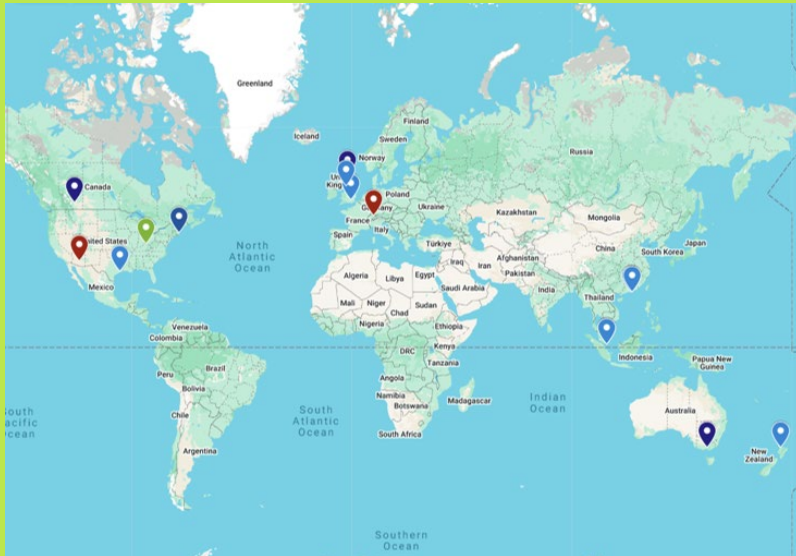 Greenland
Iceland
Finland
Sweden
Norway
Russia
Canada
Poland
Ukraine
France
Italy
Spain
Türkiye
Kazakhstan
Mongolia
China
Japan
South Korea
United States
North
Atlantic
Ocean
Mexico
Algeria
Libya
Egypt
Iraq
Iran
Afghanistan
Pakistan
Saudi Arabia
India
Thailand
Mali
Niger
Chad
Sudan
Nigeria
Ethiopia
Kenya
Tanzania
DRC
Venezuela
Colombia
Brazil
Peru
Bolivia
Chile
Argentina
Angola
Namibia
Botswana
Madagascar
South Africa
Indonesia
Papua New
Guinea
Australia
New
Zealand
South
Atlantic
Ocean
Indian
Ocean
Southern
Ocean